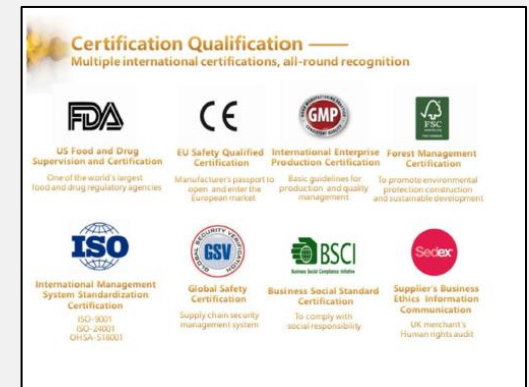 Certification Qualification
Multiple international certifications, all-round recognition
FDA
CE
GMP
FSC
US Food and Drug
Supervision and Certification
EU Safety Qualified
Certification
International Enterprise
Production Certification
Forest Management
Certification
One of the world's largest
food and drug regulatory agencies
Manufacturer's passport to
open and enter the
European market
Basic guidelines for
production and quality
management
To promote environmental
protection construction
and sustainable development
ISO
GLOBAL SECURITY VERIFICATION
GSV
BSCI
Business Social Compliance Initiative
Sedex
International Management
System Standardization
Certification
Global Safety
Certification
Business Social Standard
Certification
Supplier's Business
Ethics Information
Communication
ISO-9001
ISO-24001
OHSA-S18001
Supply chain security
management system
To comply with
social responsibility
UK merchant's
Human rights audit